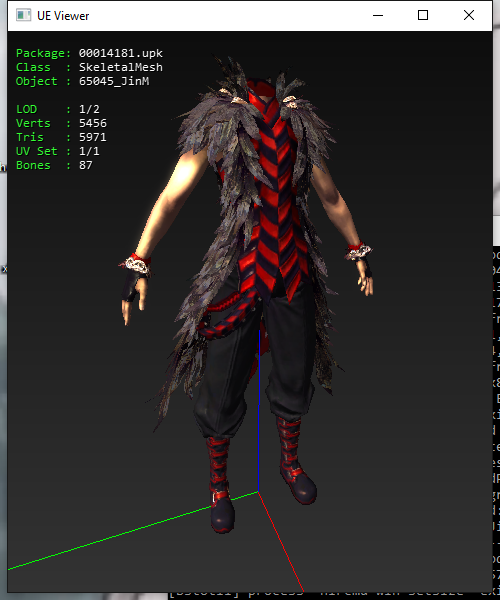 UE Viewer
Package: 00014181.upk
Class : SkeletalMesh
Object : 65045_JinM
LOD : 1/2
Verts : 5456
Tris : 5971
UV Set : 1/1
Bones : 87